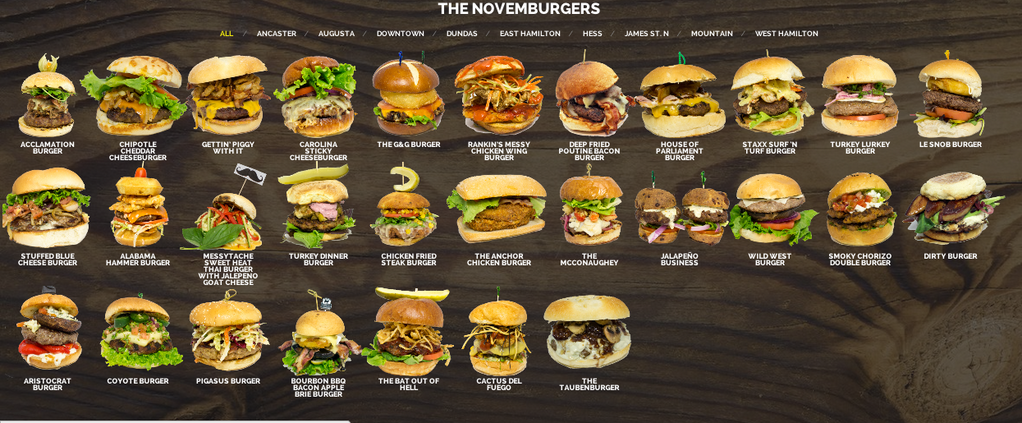 THE NOVEMBURGERS
ALL / ANCASTER / AUGUSTA / DOWNTOWN / DUNDAS / EAST HAMILTON / HESS / JAMES ST. N / MOUNTAIN / WEST HAMILTON
ACCLAMATION
BURGER
CHIPOTLE
CHEDDAR
CHEESEBURGER
GETTIN' PIGGY
WITH IT
CAROLINA
STICKY
CHEESEBURGER
THE G&G BURGER
RANKIN'S MESSY
CHICKEN WING
BURGER
DEEP FRIED
POUTINE BACON
BURGER
HOUSE OF
PARLIAMENT
BURGER
STAXX SURF 'N
TURF BURGER
TURKEY LURKEY
BURGER
LE SNOB BURGER
STUFFED BLUE
CHEESE BURGER
ALABAMA
HAMMER BURGER
MESSYTACHE
SWEET HEAT
THAI BURGER
WITH JALEPENO
GOAT CHEESE
TURKEY DINNER
BURGER
CHICKEN FRIED
STEAK BURGER
THE ANCHOR
CHICKEN BURGER
THE
MCCONAUGHEY
JALAPEÑO
BUSINESS
WILD WEST
BURGER
SMOKY CHORIZO
DOUBLE BURGER
DIRTY BURGER
ARISTOCRAT
BURGER
COYOTE BURGER
PIGASUS BURGER
BOURBON BBQ
BACON APPLE
BRIE BURGER
THE BAT OUT OF
HELL
CACTUS DEL
FUEGO
THE
TAUBENBURGER